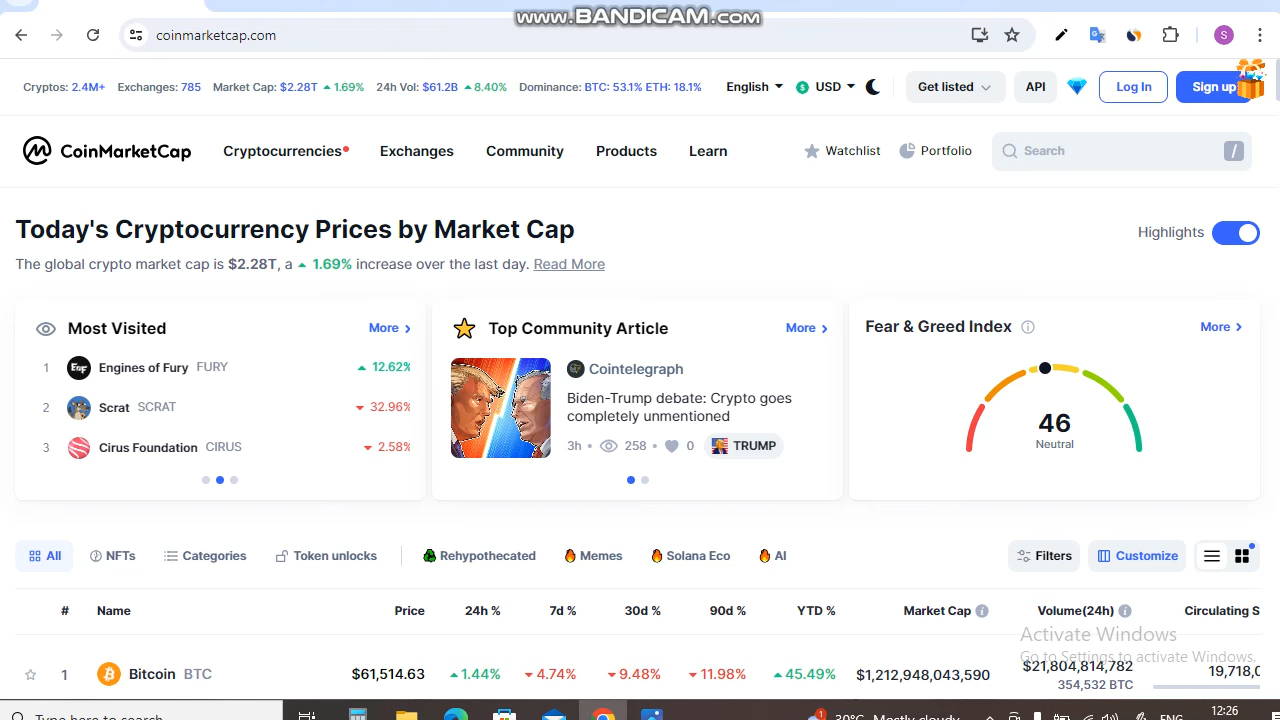 www.BANDICAM.com
coinmarketcap.com
S
Cryptos: 2.4M+ Exchanges: 785 Market Cap: $2.28T 1.69% 24h Vol: $61.2B 8.40% Dominance: BTC: 53.1% ETH: 18.1% English USD Get listed API Log In Sign up
CoinMarketCap Cryptocurrencies Exchanges Community Products Learn Watchlist Portfolio Search /
Today's Cryptocurrency Prices by Market Cap
Highlights
The global crypto market cap is $2.28T, a 1.69% increase over the last day. Read More
Most Visited More
1 Engines of Fury FURY 12.62%
2 Scrat SCRAT 32.96%
3 Cirus Foundation CIRUS 2.58%
Top Community Article More
Cointelegraph
Biden-Trump debate: Crypto goes
completely unmentioned
3h • 258 • 0 TRUMP
Fear & Greed Index More
46
Neutral
All NFTs Categories Token unlocks Rehypothecated Memes Solana Eco AI Filters Customize
# Name Price 24h % 7d % 30d % 90d % YTD % Market Cap Volume(24h) Circulating S
1 Bitcoin BTC $61,514.63 1.44% 4.74% 9.48% 11.98% 45.49% $1,212,948,043,590 $21,804,814,782 19,718,0
354,532 BTC
Activate Windows
Go to Settings to activate Windows.
Type here to search 1 30°C Mostly cloudy ENG 12:26